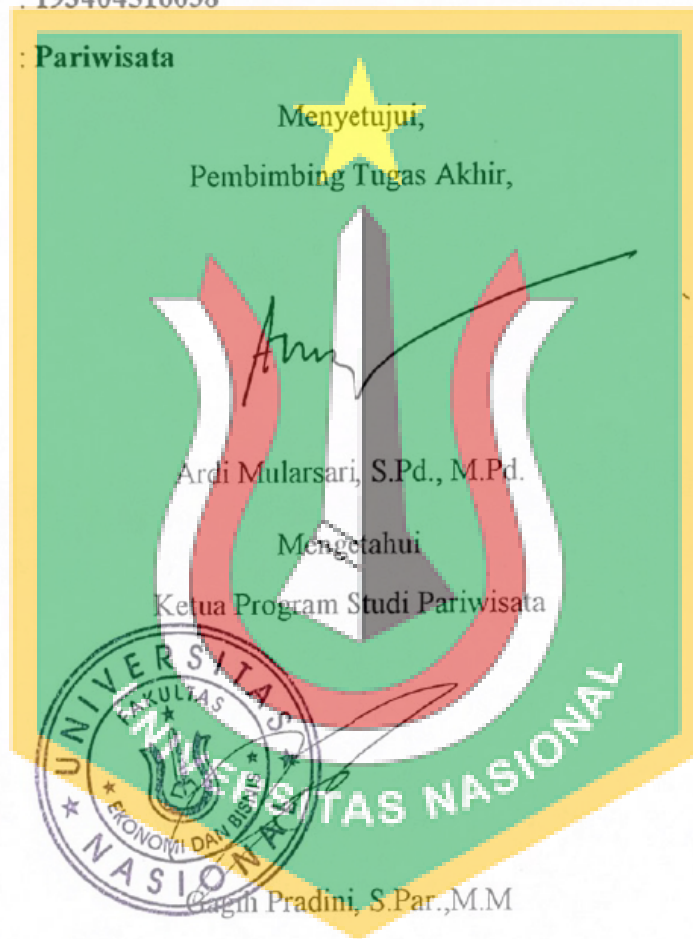 : 193404516038
: Pariwisata
Menyetujui,
Pembimbing Tugas Akhir,
Ardi Mularsari, S.Pd., M.Pd.
Mengetahui
Ketua Program Studi Pariwisata
UNIVERSITAS NASIONAL
UNIVERSITAS NASIONAL
FAKULTAS
EKONOMI DAN BISNIS
Gagih Pradini, S.Par.,M.M